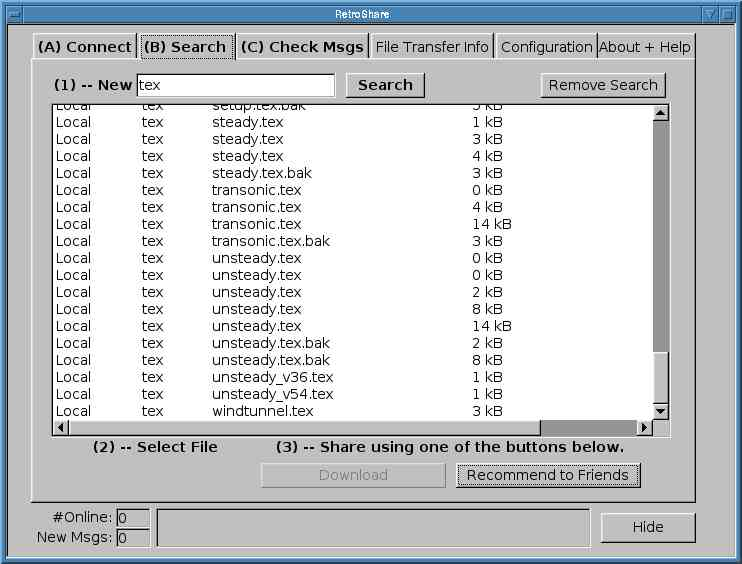 RetroShare
(A) Connect (B) Search (C) Check Msgs File Transfer Info Configuration About + Help
(1) -- New tex Search Remove Search
Local tex setup.tex.bak 3 kB
Local tex steady.tex 1 kB
Local tex steady.tex 3 kB
Local tex steady.tex 4 kB
Local tex steady.tex.bak 3 kB
Local tex transonic.tex 0 kB
Local tex transonic.tex 4 kB
Local tex transonic.tex 14 kB
Local tex transonic.tex.bak 3 kB
Local tex unsteady.tex 0 kB
Local tex unsteady.tex 0 kB
Local tex unsteady.tex 2 kB
Local tex unsteady.tex 8 kB
Local tex unsteady.tex 14 kB
Local tex unsteady.tex.bak 2 kB
Local tex unsteady.tex.bak 8 kB
Local tex unsteady_v36.tex 1 kB
Local tex unsteady_v54.tex 1 kB
Local tex windtunnel.tex 3 kB
(2) -- Select File (3) -- Share using one of the buttons below.
Download Recommend to Friends
#Online: 0
New Msgs: 0
Hide